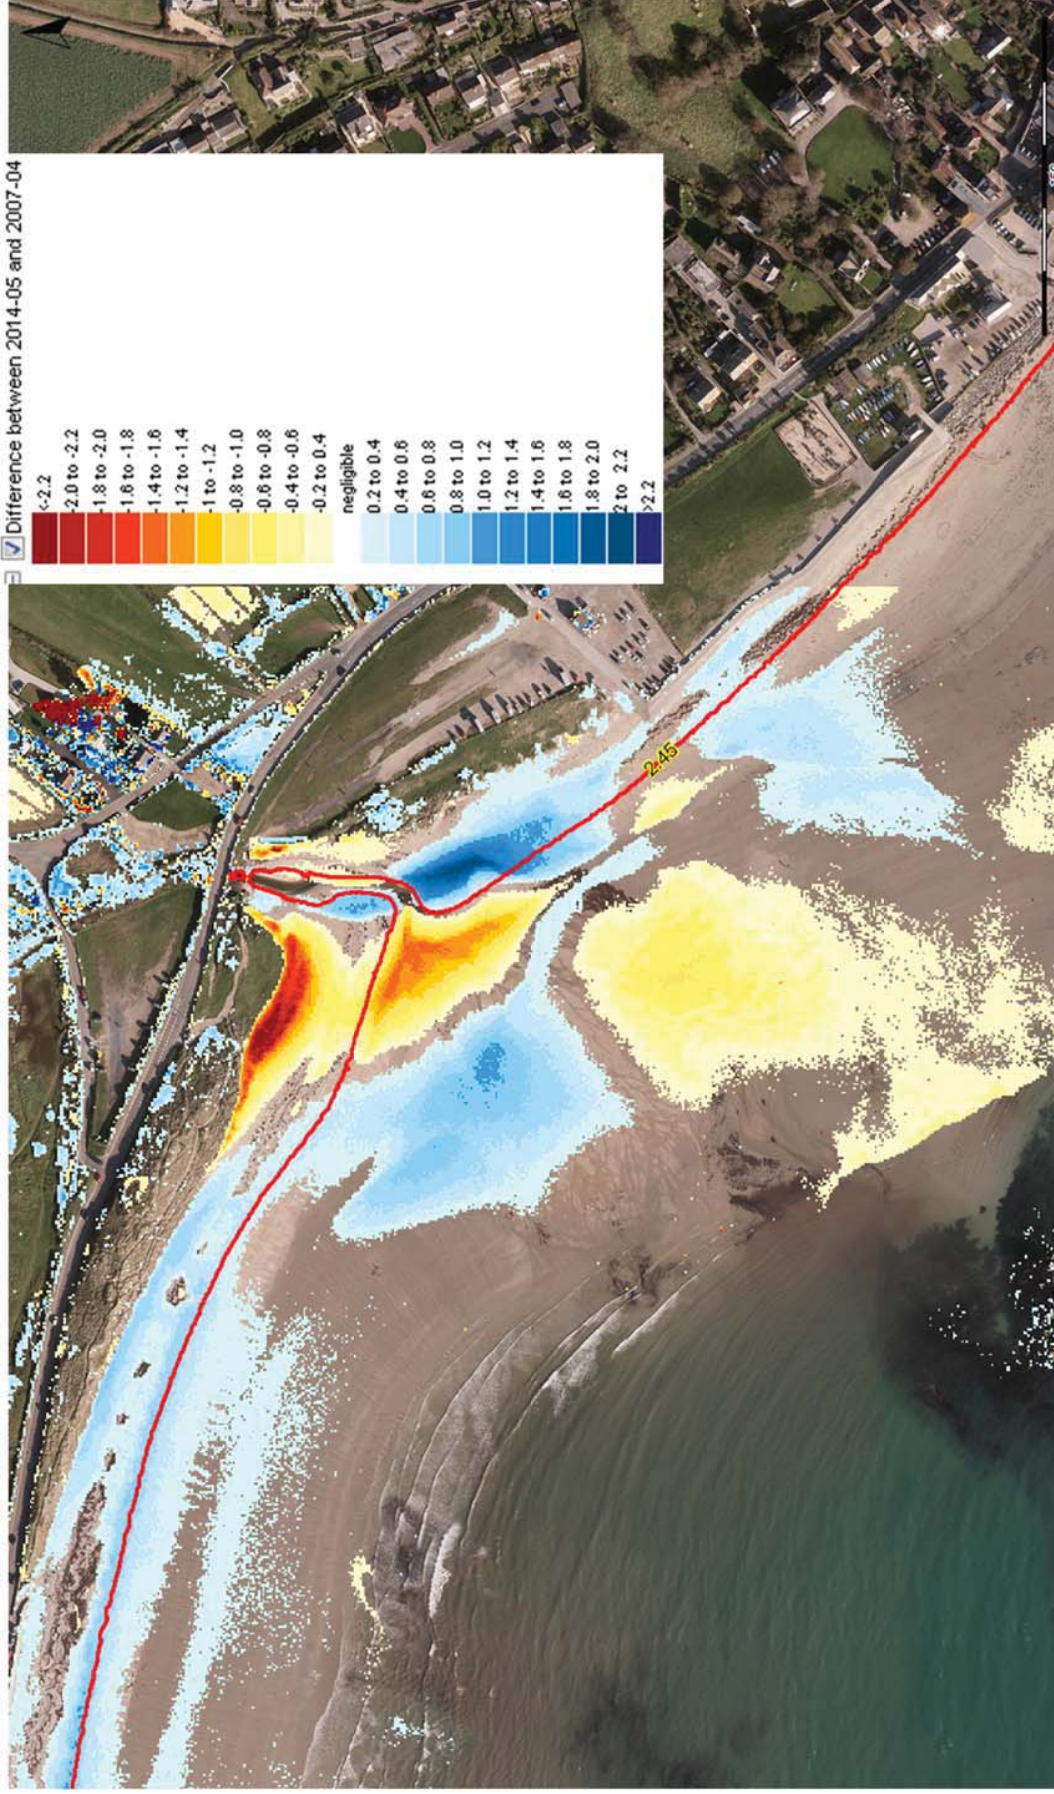 Difference between 2014-05 and 2007-04
<-2.2
-2.0 to -2.2
-1.8 to -2.0
-1.6 to -1.8
-1.4 to -1.6
-1.2 to -1.4
-1 to -1.2
-0.8 to -1.0
-0.6 to -0.8
-0.4 to -0.6
-0.2 to 0.4
negligible
0.2 to 0.4
0.4 to 0.6
0.6 to 0.8
0.8 to 1.0
1.0 to 1.2
1.2 to 1.4
1.4 to 1.6
1.6 to 1.8
1.8 to 2.0
2 to 2.2
>2.2
2.45